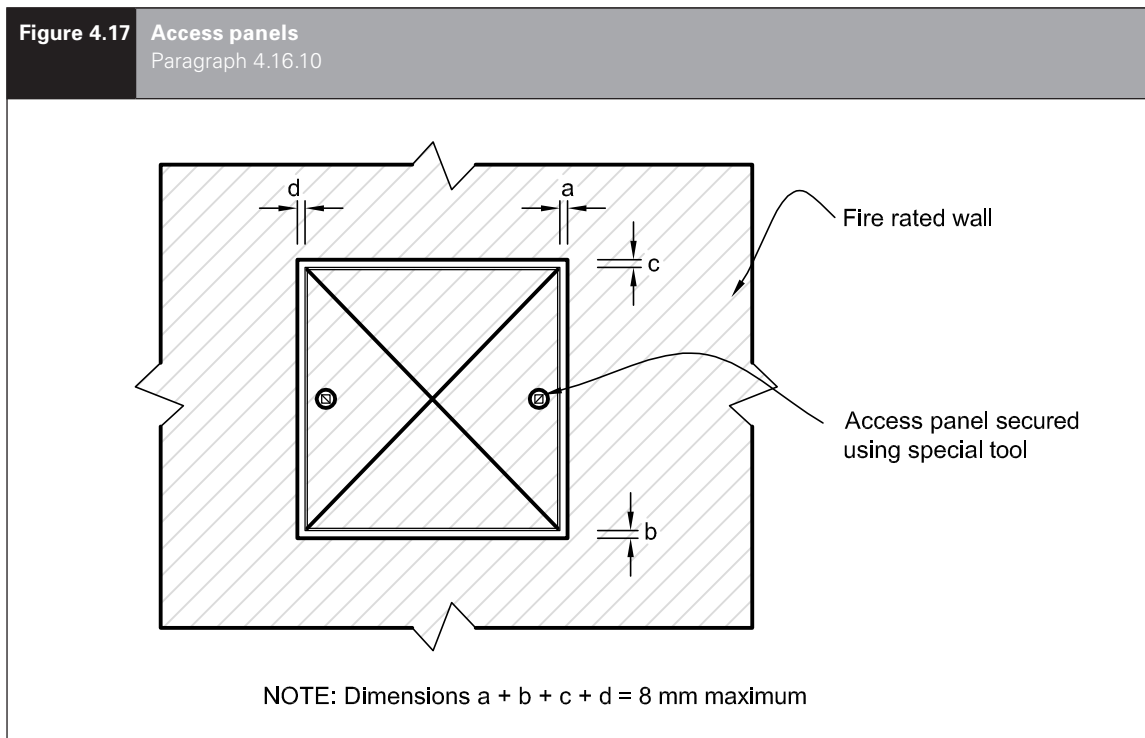 Figure 4.17
Access panels
Paragraph 4.16.10
d
a
c
Fire rated wall
Access panel secured
using special tool
b
NOTE: Dimensions a + b + c + d = 8 mm maximum